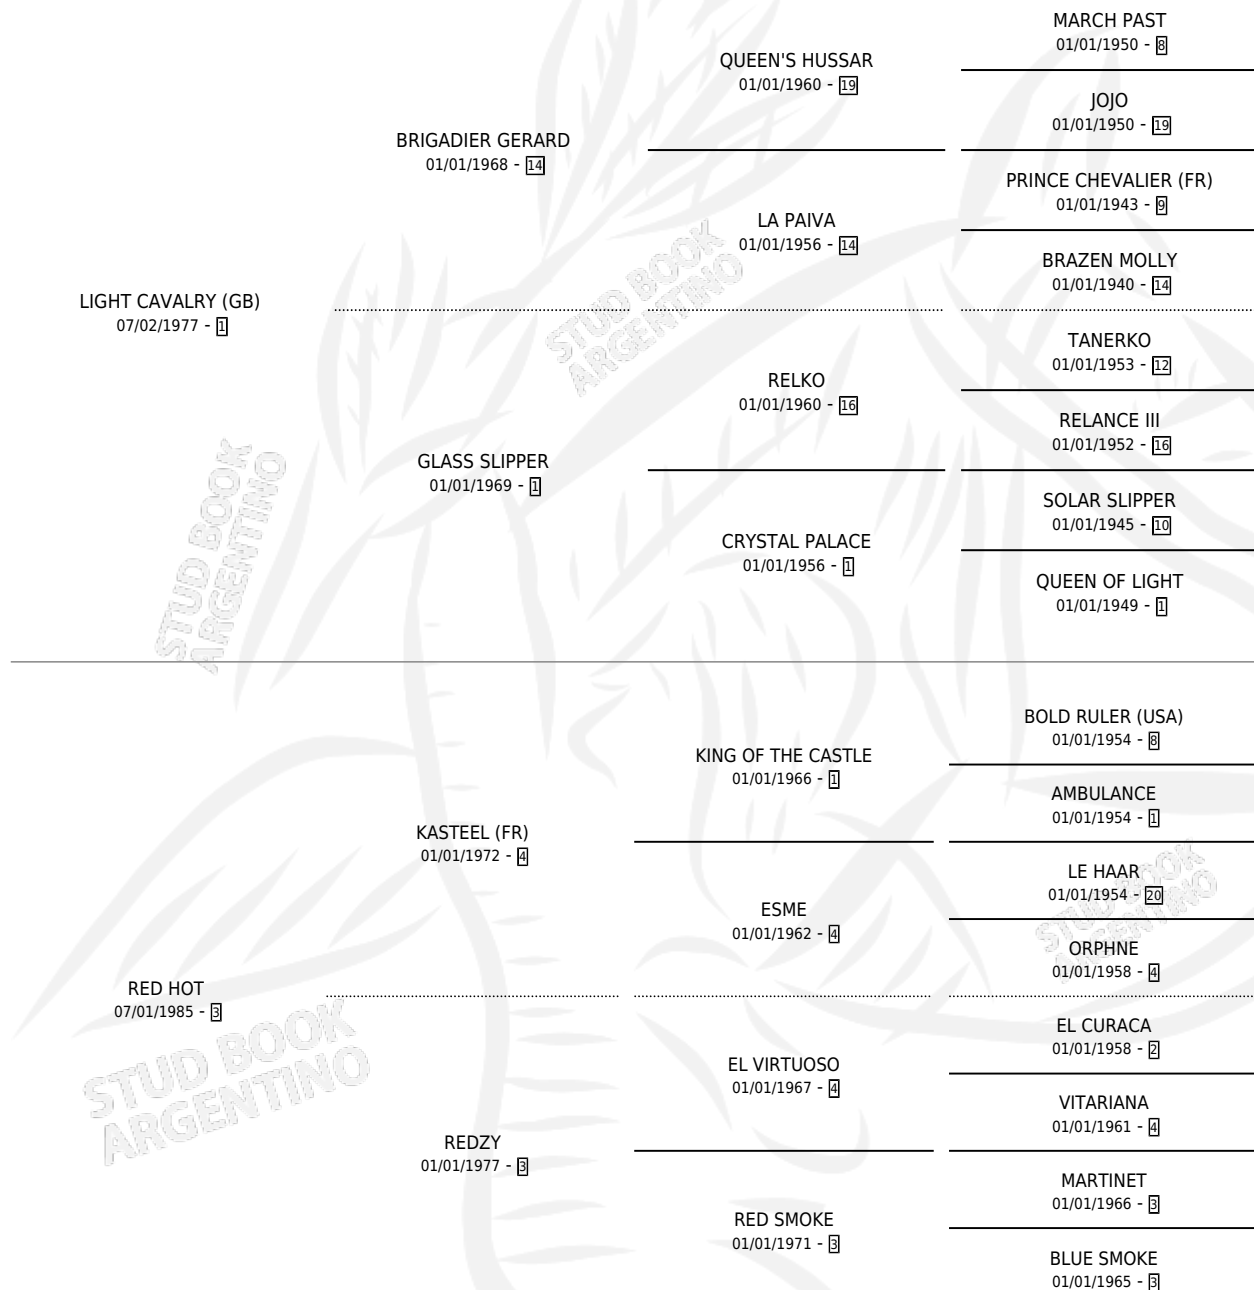 MARCH PAST
01/01/1950 - 8
QUEEN'S HUSSAR
01/01/1960 - 19
JOJO
01/01/1950 - 19
BRIGADIER GERARD
01/01/1968 - 14
PRINCE CHEVALIER (FR)
01/01/1943 - 9
LA PAIVA
01/01/1956 - 14
BRAZEN MOLLY
01/01/1940 - 14
LIGHT CAVALRY (GB)
07/02/1977 - 1
TANERKO
01/01/1953 - 12
RELKO
01/01/1960 - 16
RELANCE III
01/01/1952 - 16
GLASS SLIPPER
01/01/1969 - 1
SOLAR SLIPPER
01/01/1945 - 10
CRYSTAL PALACE
01/01/1956 - 1
QUEEN OF LIGHT
01/01/1949 - 1
STUD BOOK
ARGENTINO
STUD BOOK
ARGENTINO
BOLD RULER (USA)
01/01/1954 - 8
KING OF THE CASTLE
01/01/1966 - 1
AMBULANCE
01/01/1954 - 1
KASTEEL (FR)
01/01/1972 - 4
LE HAAR
01/01/1954 - 20
ESME
01/01/1962 - 4
ORPHNE
01/01/1958 - 4
RED HOT
07/01/1985 - 3
EL CURACA
01/01/1958 - 2
EL VIRTUOSO
01/01/1967 - 4
VITARIANA
01/01/1961 - 4
REDZY
01/01/1977 - 3
MARTINET
01/01/1966 - 3
RED SMOKE
01/01/1971 - 3
BLUE SMOKE
01/01/1965 - 3
STUD BOOK
ARGENTINO
STUD BOOK
ARGENTINO